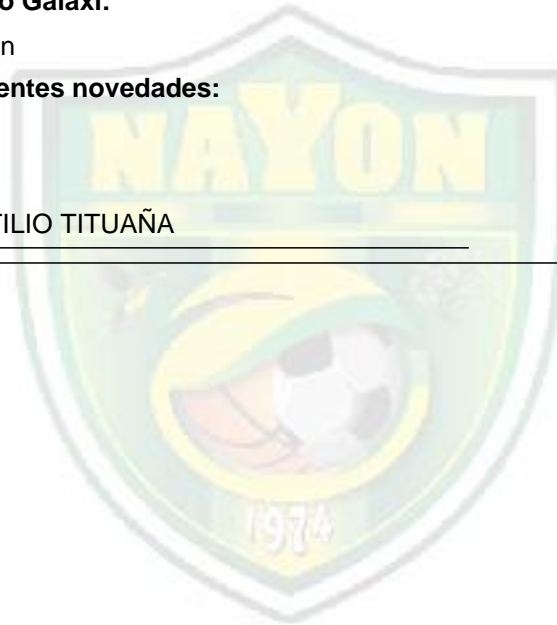 o Galaxi:
n
entes novedades:
TILIO TITUAÑA
NAYON
1974